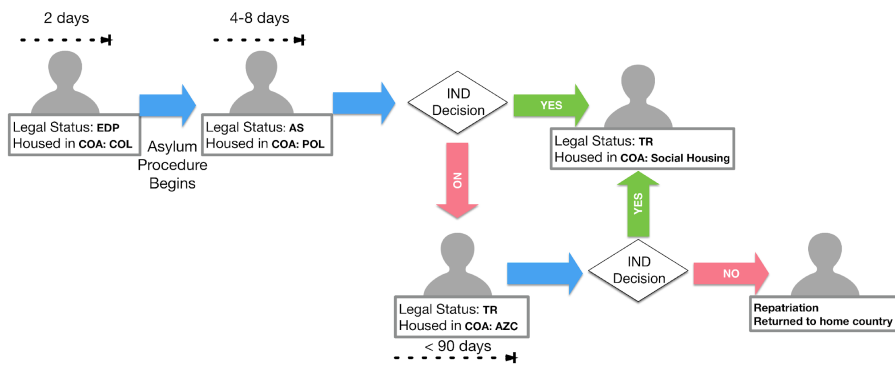 2 days
4-8 days
Legal Status: EDP
Housed in COA: COL
Asylum
Procedure
Begins
Legal Status: AS
Housed in COA: POL
IND
Decision
YES
Legal Status: TR
Housed in COA: Social Housing
NO
YES
Legal Status: TR
Housed in COA: AZC
< 90 days
IND
Decision
NO
Repatriation
Returned to home country